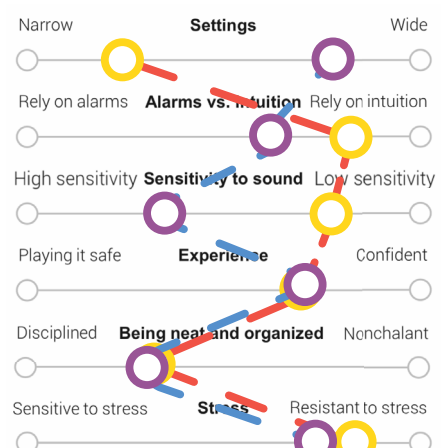 Narrow Settings Wide
Rely on alarms Alarms vs. Intuition Rely on intuition
High sensitivity Sensitivity to sound Low sensitivity
Playing it safe Experience Confident
Disciplined Being neat and organized Nonchalant
Sensitive to stress Stress Resistant to stress